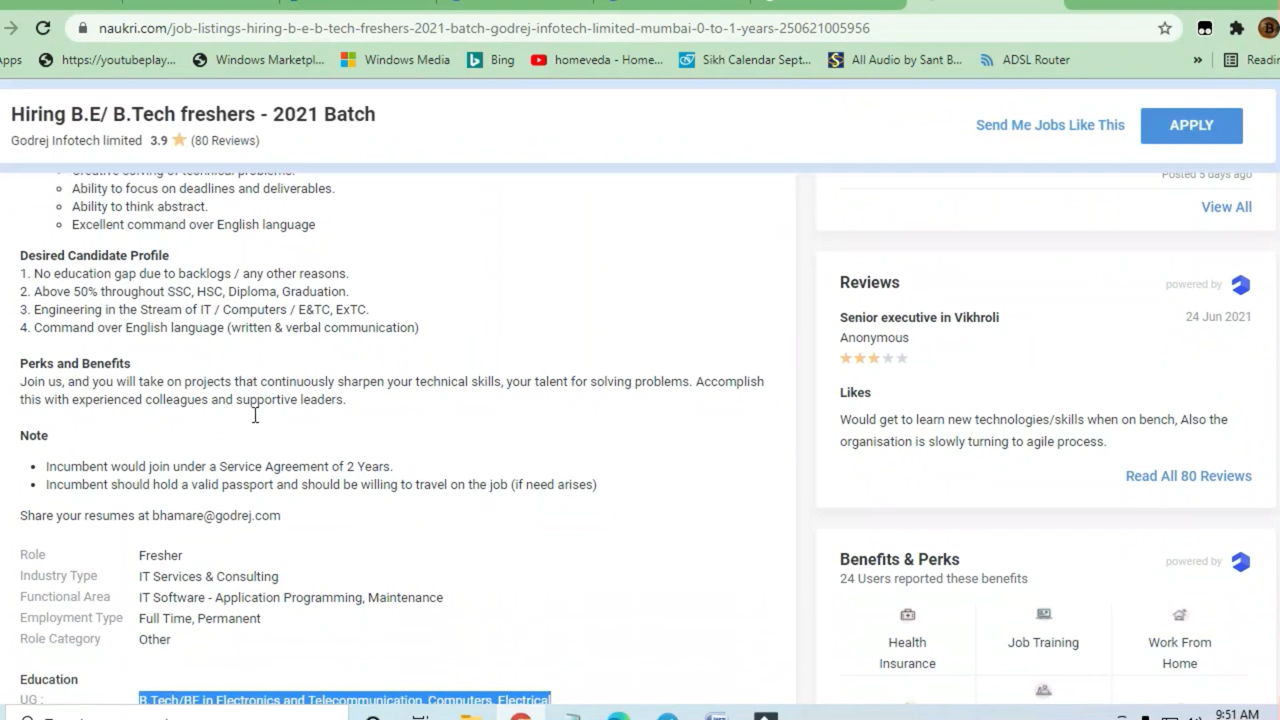 naukri.com/job-listings-hiring-b-e-b-tech-freshers-2021-batch-godrej-infotech-limited-mumbai-0-to-1-years-250621005956
https://youtubeplay...
Windows Marketpl...
Windows Media
Bing
homeveda - Home...
Sikh Calendar Sept...
All Audio by Sant B...
ADSL Router
»
Hiring B.E/ B.Tech freshers - 2021 Batch
Godrej Infotech limited 3.9 (80 Reviews)
Send Me Jobs Like This
APPLY
Ability to focus on deadlines and deliverables.
Ability to think abstract.
Excellent command over English language
Desired Candidate Profile
1. No education gap due to backlogs / any other reasons.
2. Above 50% throughout SSC, HSC, Diploma, Graduation.
3. Engineering in the Stream of IT / Computers / E&TC, ExTC.
4. Command over English language (written & verbal communication)
Perks and Benefits
Join us, and you will take on projects that continuously sharpen your technical skills, your talent for solving problems. Accomplish
this with experienced colleagues and supportive leaders.
Note
Incumbent would join under a Service Agreement of 2 Years.
Incumbent should hold a valid passport and should be willing to travel on the job (if need arises)
Share your resumes at bhamare@godrej.com
Role Fresher
Industry Type IT Services & Consulting
Functional Area IT Software - Application Programming, Maintenance
Employment Type Full Time, Permanent
Role Category Other
Education
UG : B.Tech/BE in Electronics and Telecommunication, Computers, Electrical
Posted 5 days ago
View All
Reviews
powered by
Senior executive in Vikhroli 24 Jun 2021
Anonymous
Likes
Would get to learn new technologies/skills when on bench, Also the
organisation is slowly turning to agile process.
Read All 80 Reviews
Benefits & Perks
powered by
24 Users reported these benefits
Health
Insurance
Job Training
Work From
Home
9:51 AM